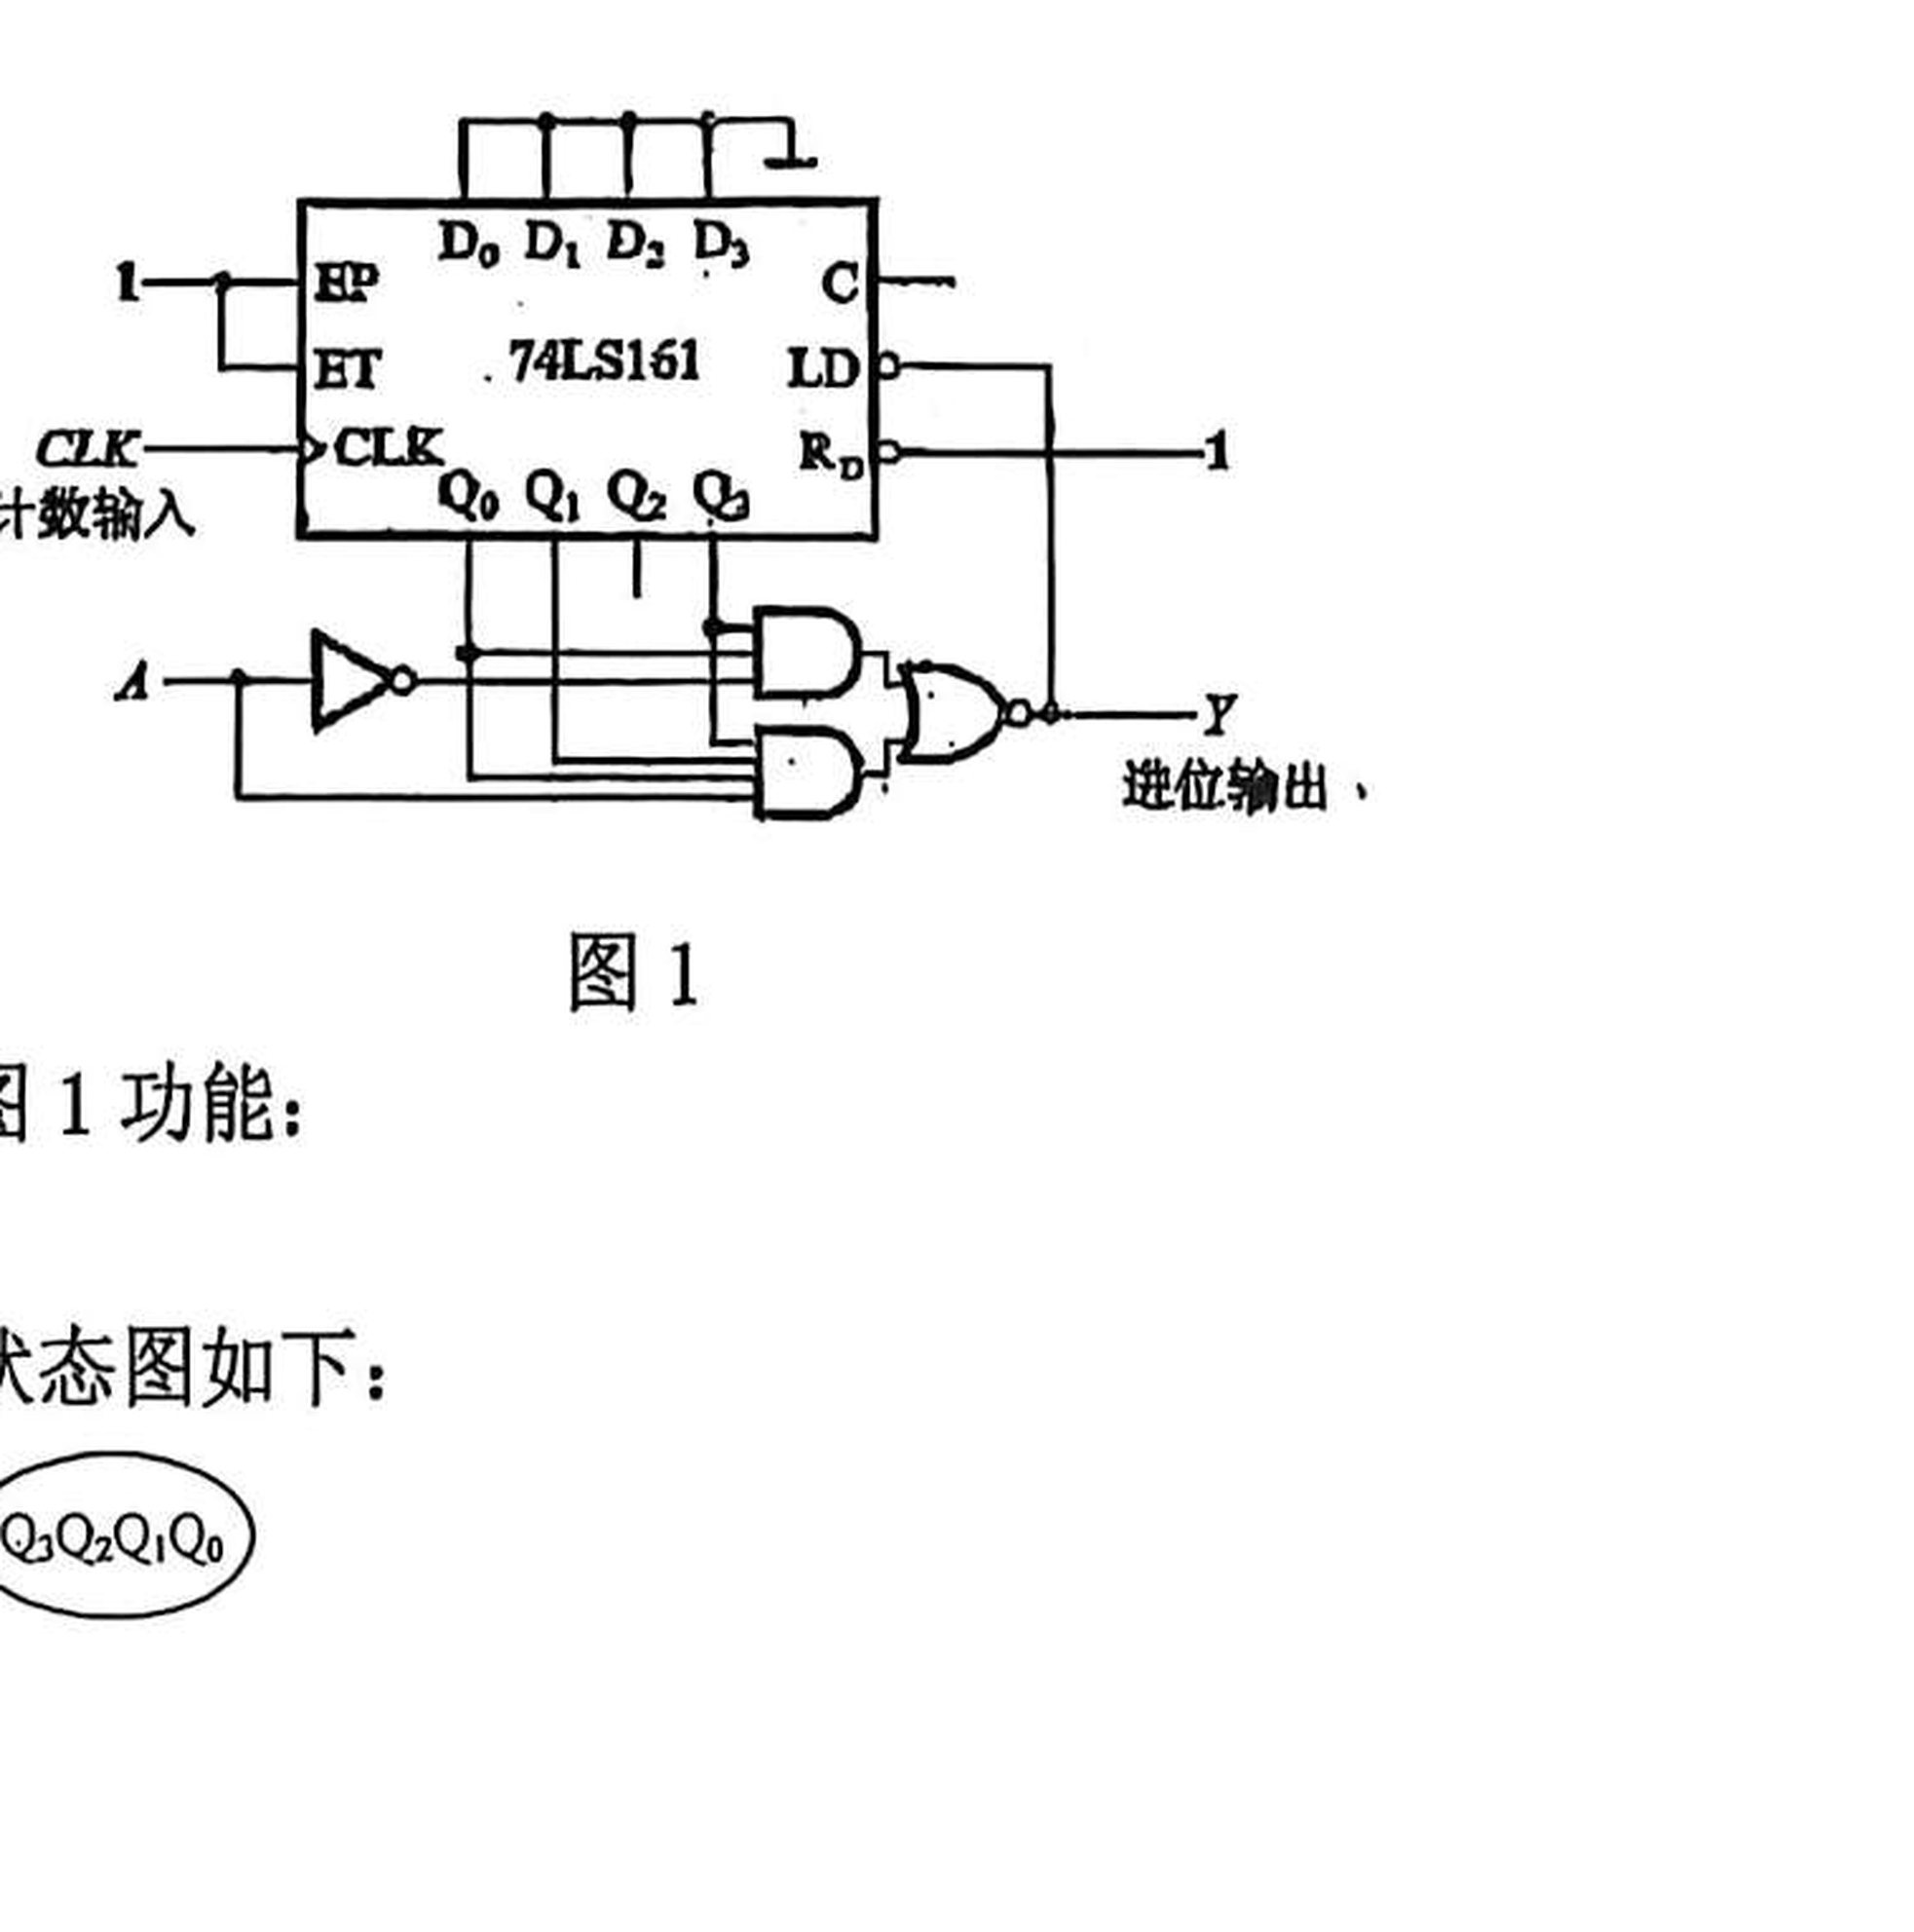 D₀ D₁ D₂ D₃
1 EP C
ET 74LS161 LD
CLK CLK R_D 1
计数输入 Q₀ Q₁ Q₂ Q₃
A Y
进位输出
图 1
图 1 功能：
状态图如下：
Q₃Q₂Q₁Q₀